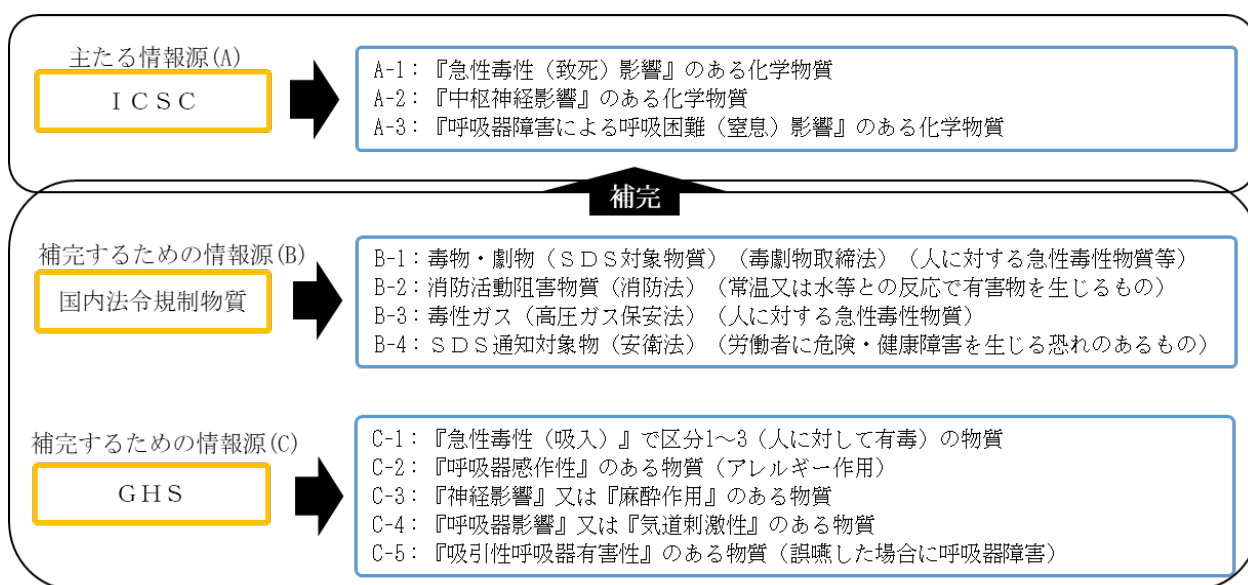 主たる情報源(A)
ＩＣＳＣ
A-1：『急性毒性（致死）影響』のある化学物質
A-2：『中枢神経影響』のある化学物質
A-3：『呼吸器障害による呼吸困難（窒息）影響』のある化学物質
補完
補完するための情報源(B)
国内法令規制物質
B-1：毒物・劇物（ＳＤＳ対象物質）（毒劇物取締法）（人に対する急性毒性物質等）
B-2：消防活動阻害物質（消防法）（常温又は水等との反応で有害物を生じるもの）
B-3：毒性ガス（高圧ガス保安法）（人に対する急性毒性物質）
B-4：ＳＤＳ通知対象物（安衛法）（労働者に危険・健康障害を生じる恐れのあるもの）
補完するための情報源(C)
ＧＨＳ
C-1：『急性毒性（吸入）』で区分1～3（人に対して有毒）の物質
C-2：『呼吸器感作性』のある物質（アレルギー作用）
C-3：『神経影響』又は『麻酔作用』のある物質
C-4：『呼吸器影響』又は『気道刺激性』のある物質
C-5：『吸引性呼吸器有害性』のある物質（誤嚥した場合に呼吸器障害）